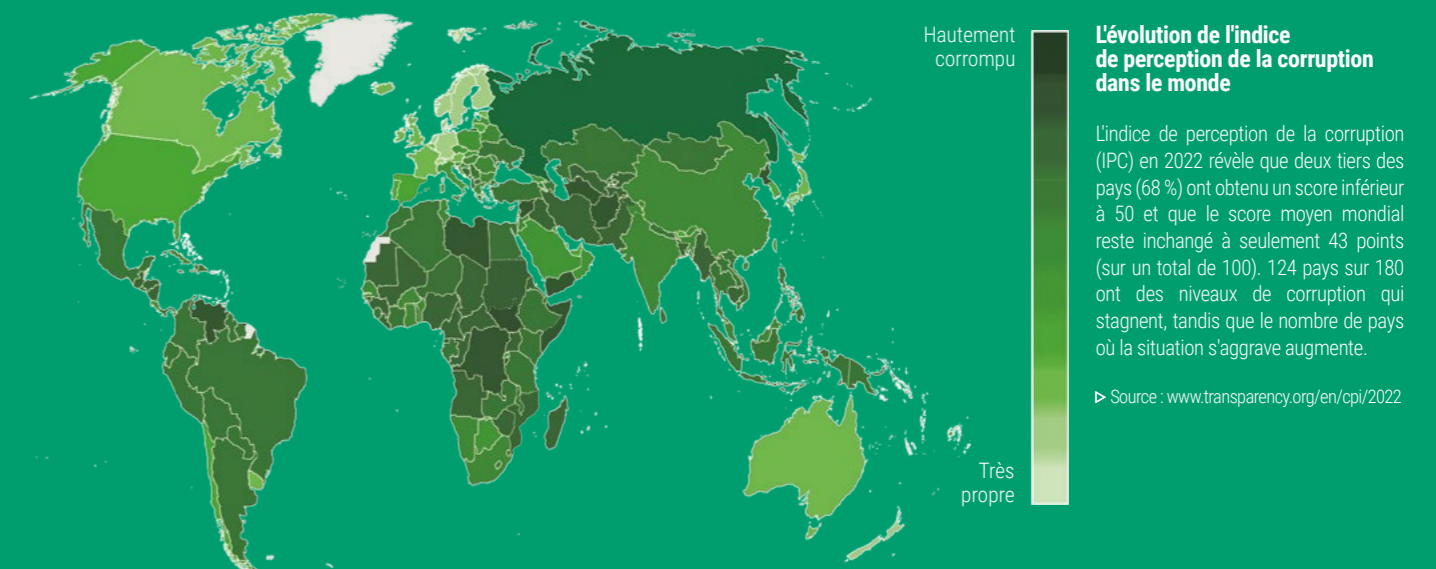 Hautement
corrompu
Très
propre
L'évolution de l'indice
de perception de la corruption
dans le monde
L'indice de perception de la corruption
(IPC) en 2022 révèle que deux tiers des
pays (68 %) ont obtenu un score inférieur
à 50 et que le score moyen mondial
reste inchangé à seulement 43 points
(sur un total de 100). 124 pays sur 180
ont des niveaux de corruption qui
stagnent, tandis que le nombre de pays
où la situation s'aggrave augmente.
▷ Source : www.transparency.org/en/cpi/2022